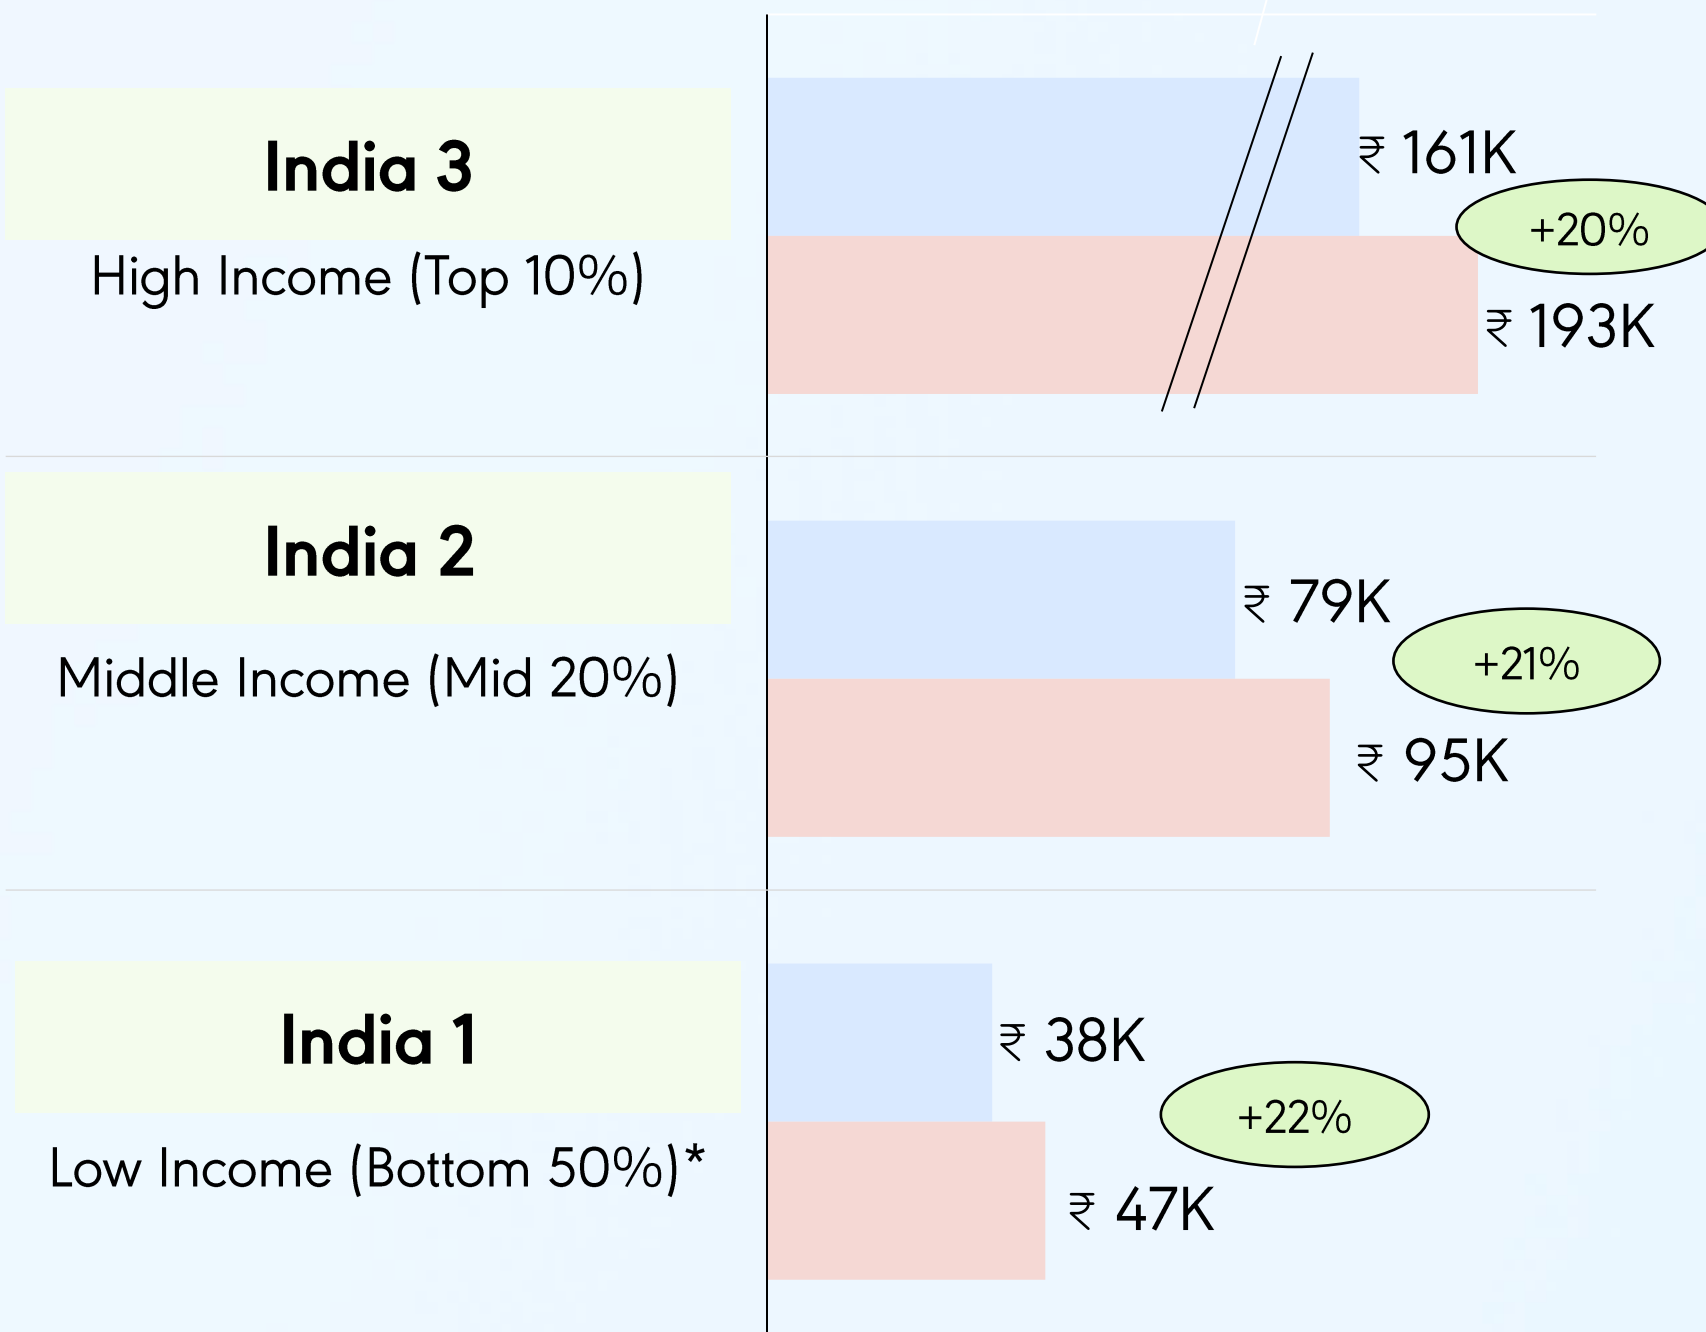 India 3
High Income (Top 10%)
₹ 161K
+20%
₹ 193K
India 2
Middle Income (Mid 20%)
₹ 79K
+21%
₹ 95K
India 1
Low Income (Bottom 50%)*
₹ 38K
+22%
₹ 47K